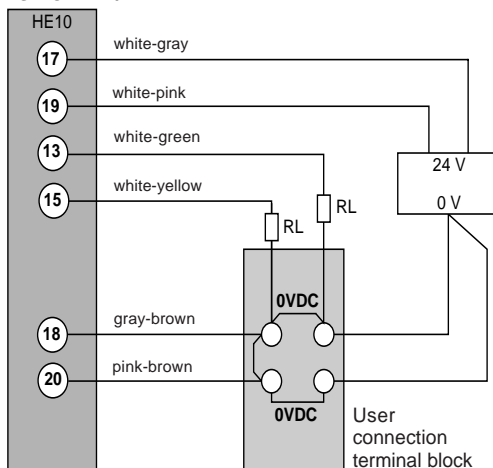 HE10
17
white-gray
19
white-pink
13
white-green
24 V
15
white-yellow
0 V
RL
RL
0VDC
18
gray-brown
20
pink-brown
0VDC
User
connection
terminal block